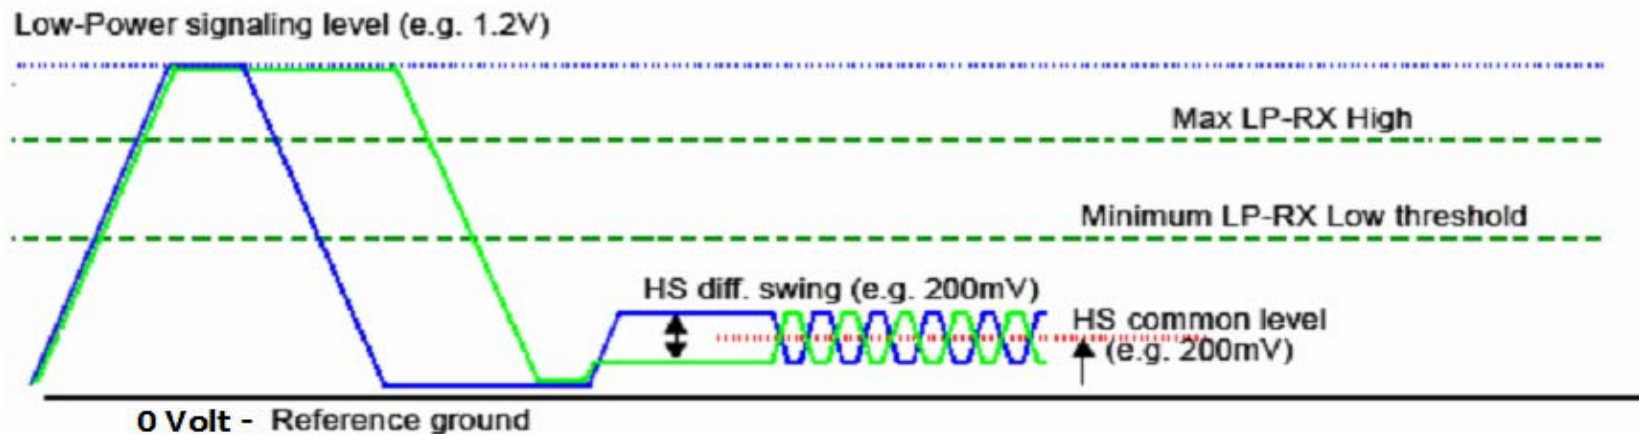 Low-Power signaling level (e.g. 1.2V)
Max LP-RX High
Minimum LP-RX Low threshold
HS diff. swing (e.g. 200mV)
HS common level
(e.g. 200mV)
0 Volt - Reference ground